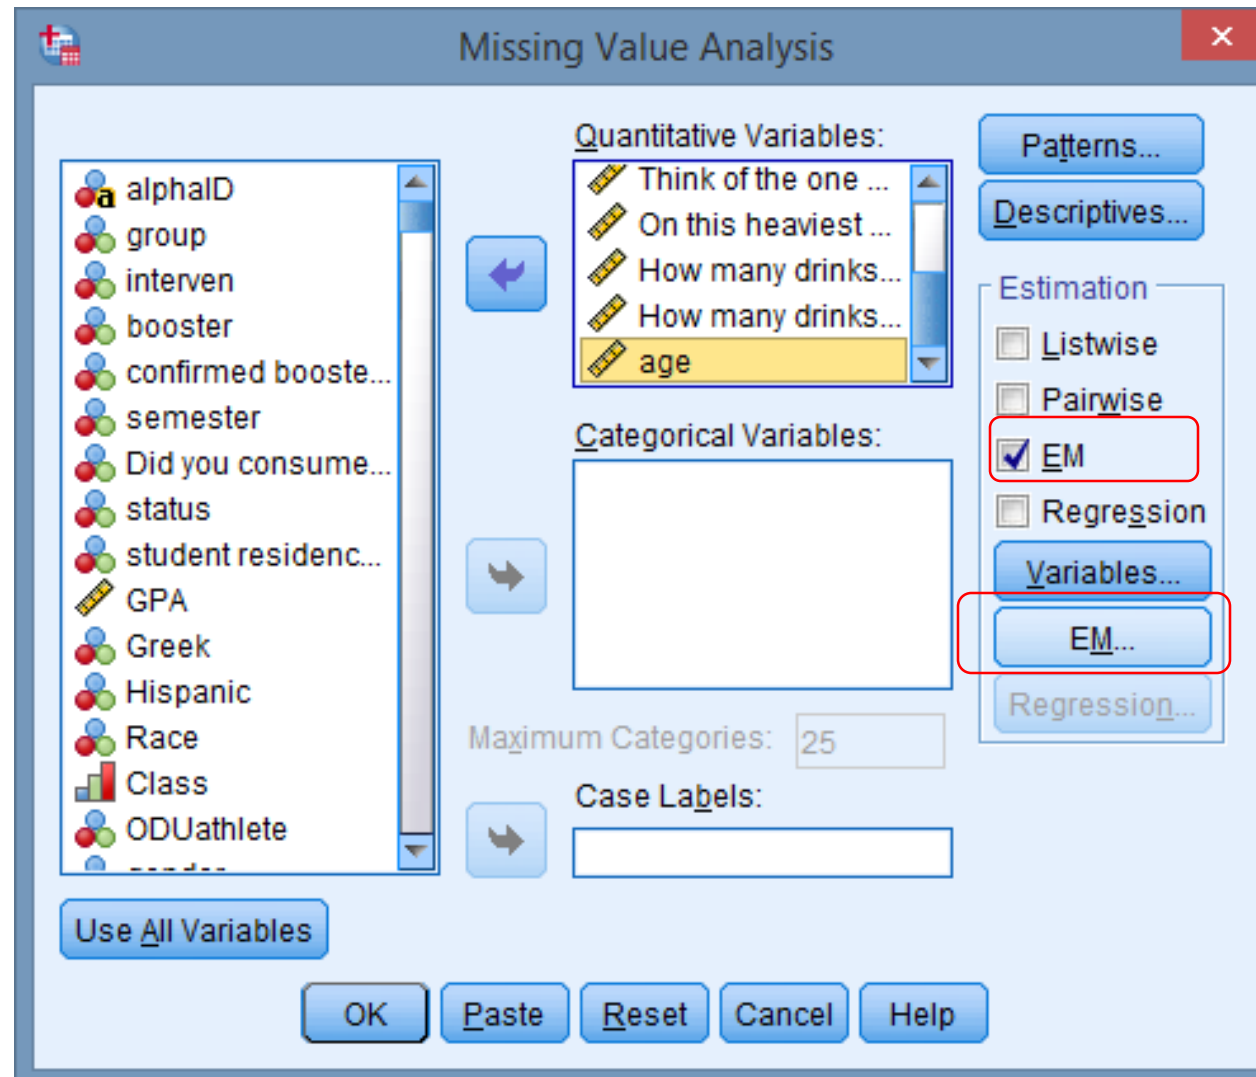 Missing Value Analysis
alphaID
group
interven
booster
confirmed booste...
semester
Did you consume...
status
student residenc...
GPA
Greek
Hispanic
Race
Class
ODUathlete
Use All Variables
Quantitative Variables:
Think of the one ...
On this heaviest ...
How many drinks...
How many drinks...
age
Categorical Variables:
Maximum Categories: 25
Case Labels:
Patterns...
Descriptives...
Estimation
Listwise
Pairwise
EM
Regression
Variables...
EM...
Regression...
OK
Paste
Reset
Cancel
Help